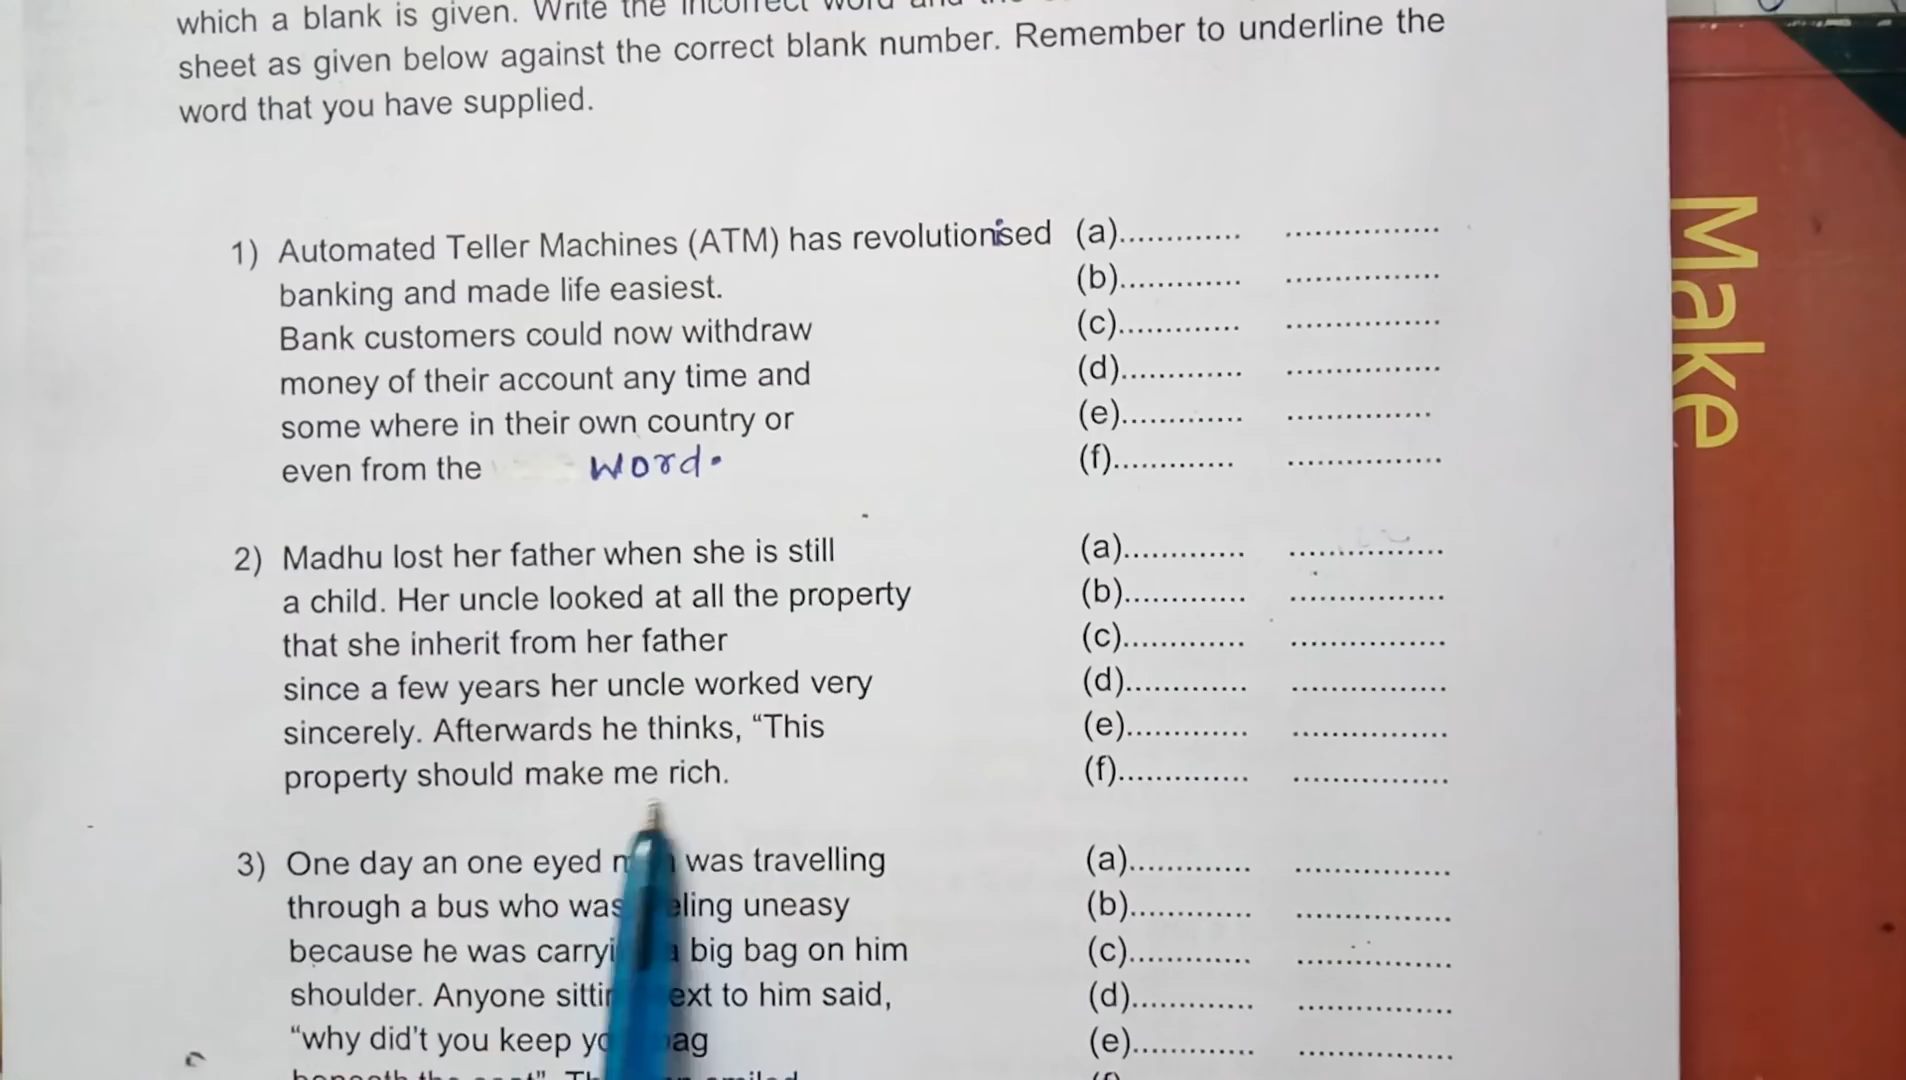 which a blank is given. Write the incorrect word and the
sheet as given below against the correct blank number. Remember to underline the
word that you have supplied.
1) Automated Teller Machines (ATM) has revolutionised (a)............. ................
banking and made life easiest. (b)............. ................
Bank customers could now withdraw (c)............. ................
money of their account any time and (d)............. ................
some where in their own country or (e)............. ...............
even from the word. (f)............. ................
2) Madhu lost her father when she is still (a)............. ................
a child. Her uncle looked at all the property (b)............. ................
that she inherit from her father (c)............. ................
since a few years her uncle worked very (d)............. ................
sincerely. Afterwards he thinks, “This (e)............. ................
property should make me rich. (f)............. ................
3) One day an one eyed was travelling (a)............. ................
through a bus who was uneasy (b)............. ................
because he was big bag on him (c)............. ................
shoulder. Anyone to him said, (d)............. ................
“why did't you keep (e)............. ................
Make